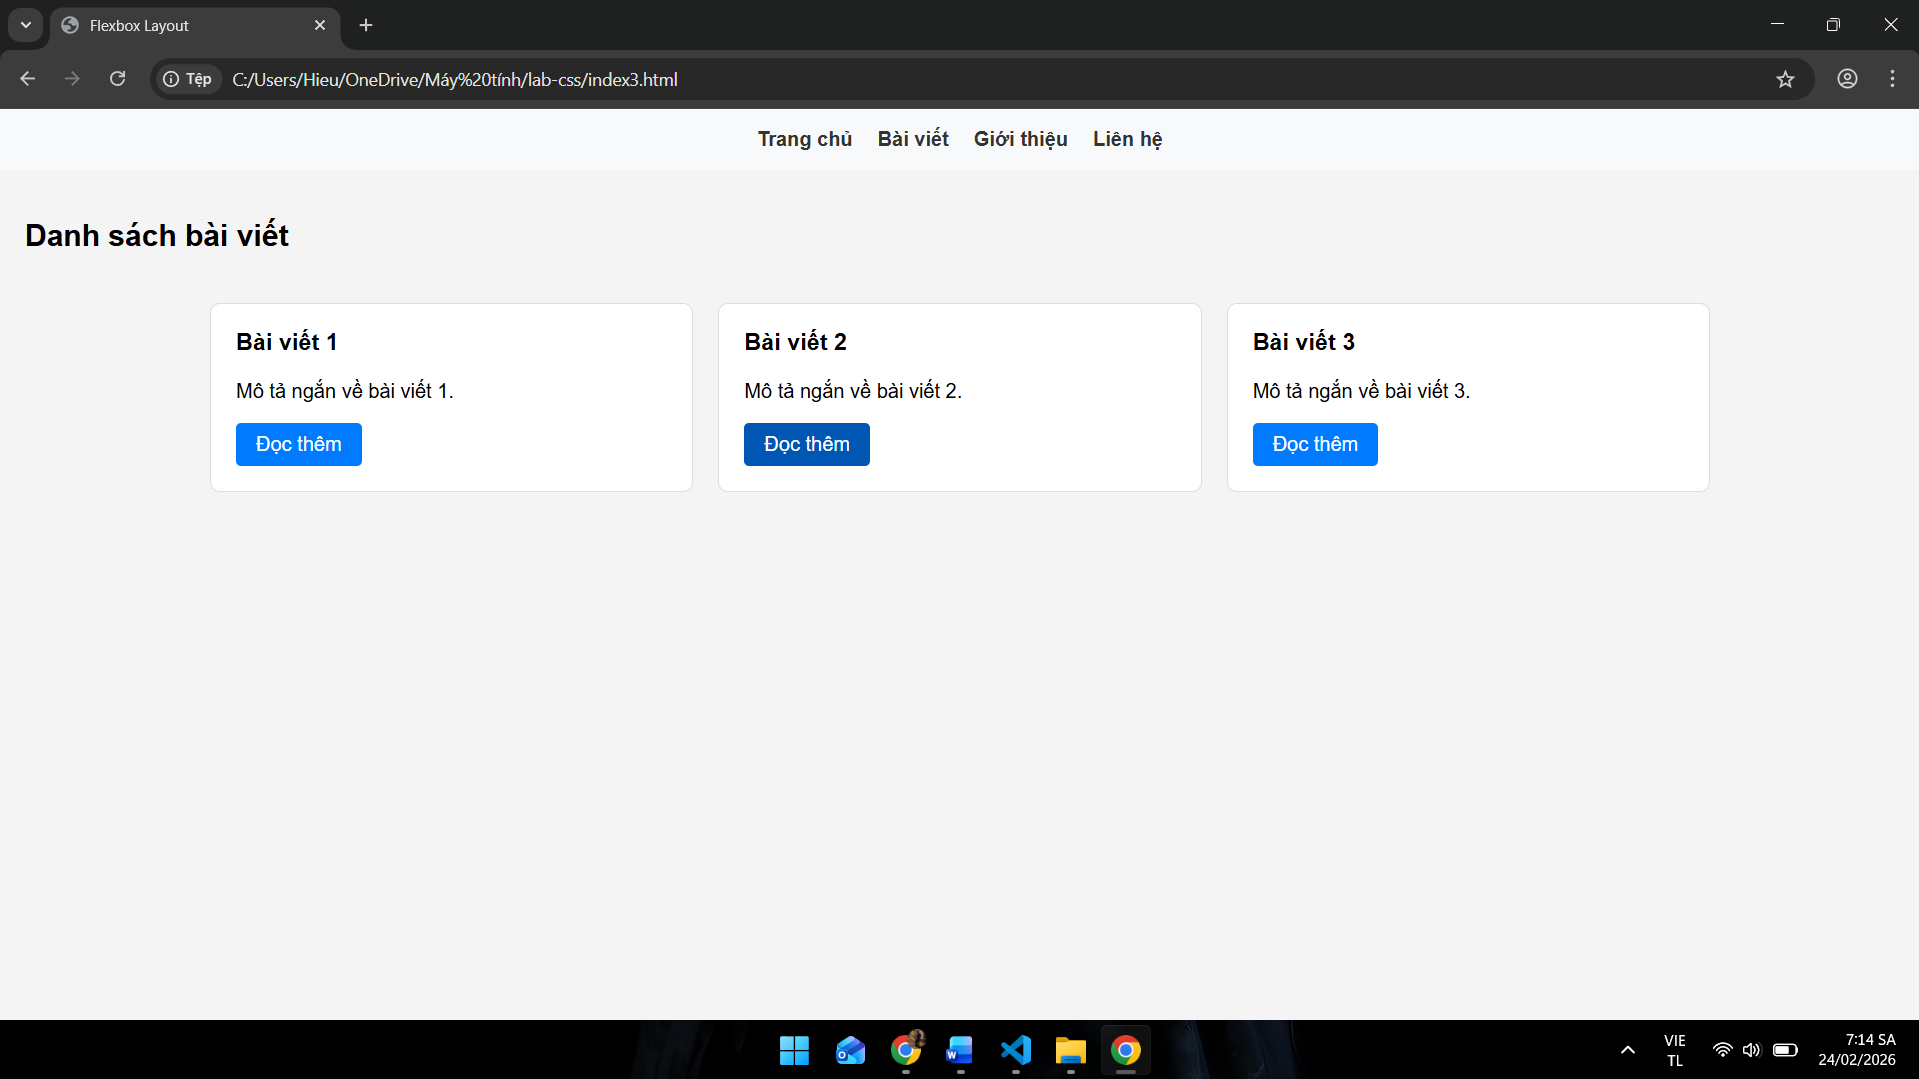 Flexbox Layout
Tệp C:/Users/Hieu/OneDrive/Máy%20tính/lab-css/index3.html
Trang chủ Bài viết Giới thiệu Liên hệ
Danh sách bài viết
Bài viết 1
Mô tả ngắn về bài viết 1.
Đọc thêm
Bài viết 2
Mô tả ngắn về bài viết 2.
Đọc thêm
Bài viết 3
Mô tả ngắn về bài viết 3.
Đọc thêm
VIE
TL
7:14 SA
24/02/2026